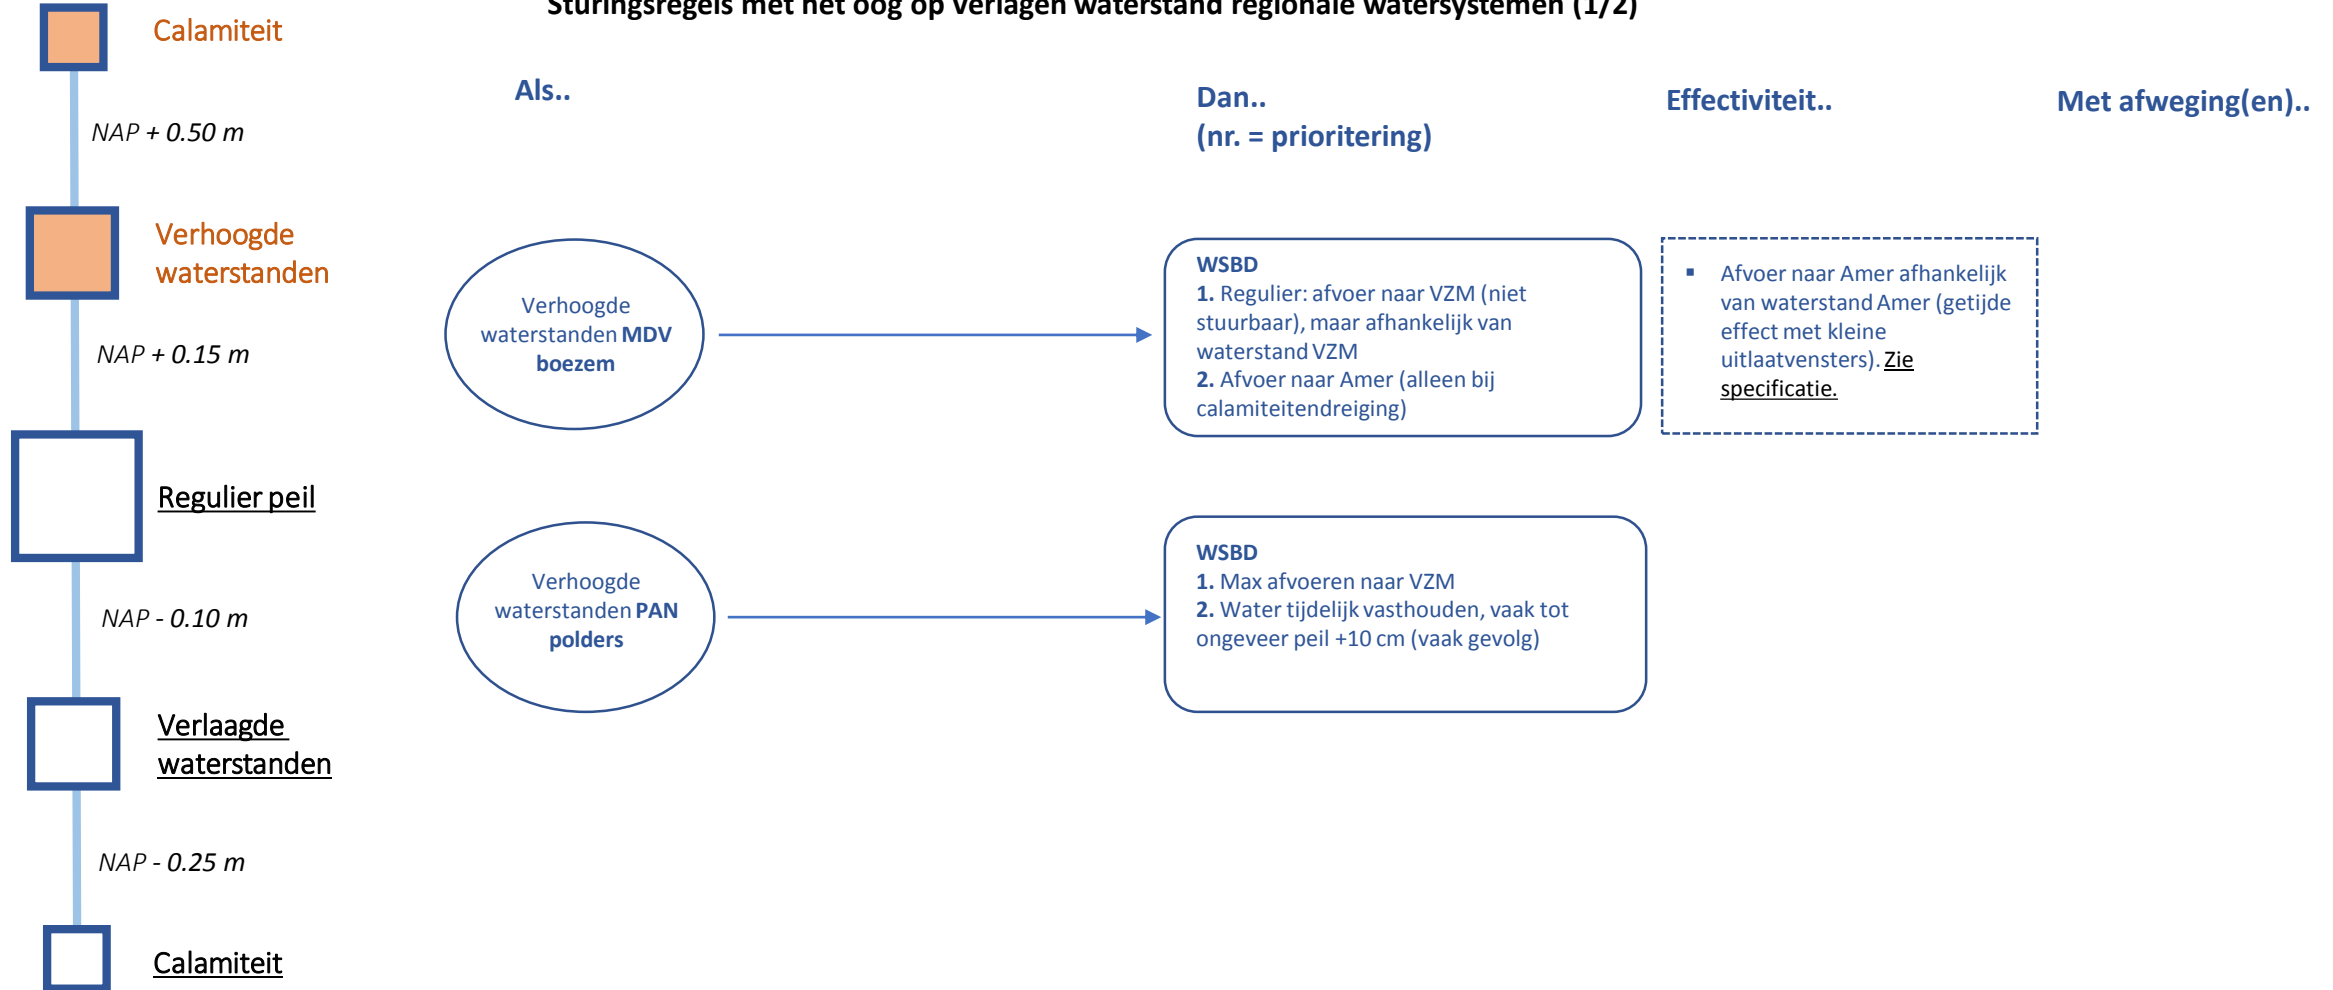 Sturingsregels met het oog op verlagen waterstand regionale watersystemen (1/2)
Calamiteit
NAP + 0.50 m
Verhoogde
waterstanden
NAP + 0.15 m
Regulier peil
NAP - 0.10 m
Verlaagde
waterstanden
NAP - 0.25 m
Calamiteit
Als..
Dan..
(nr. = prioritering)
Effectiviteit..
Met afweging(en)..
Verhoogde
waterstanden MDV
boezem
WSBD
1. Regulier: afvoer naar VZM (niet
stuurbaar), maar afhankelijk van
waterstand VZM
2. Afvoer naar Amer (alleen bij
calamiteitendreiging)
▪ Afvoer naar Amer afhankelijk
van waterstand Amer (getijde
effect met kleine
uitlaatvensters). Zie
specificatie.
Verhoogde
waterstanden PAN
polders
WSBD
1. Max afvoeren naar VZM
2. Water tijdelijk vasthouden, vaak tot
ongeveer peil +10 cm (vaak gevolg)